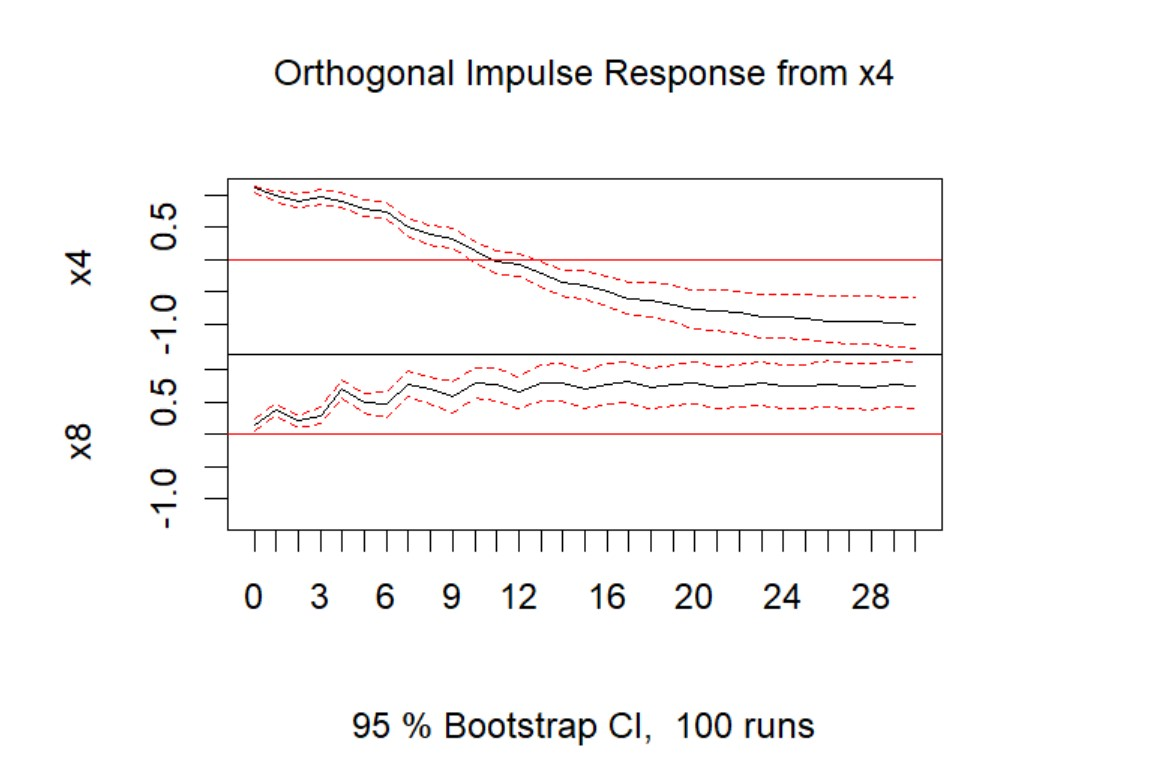 Orthogonal Impulse Response from x4
x4
0.5
-1.0
x8
0.5
-1.0
0 3 6 9 12 16 20 24 28
95 % Bootstrap CI, 100 runs